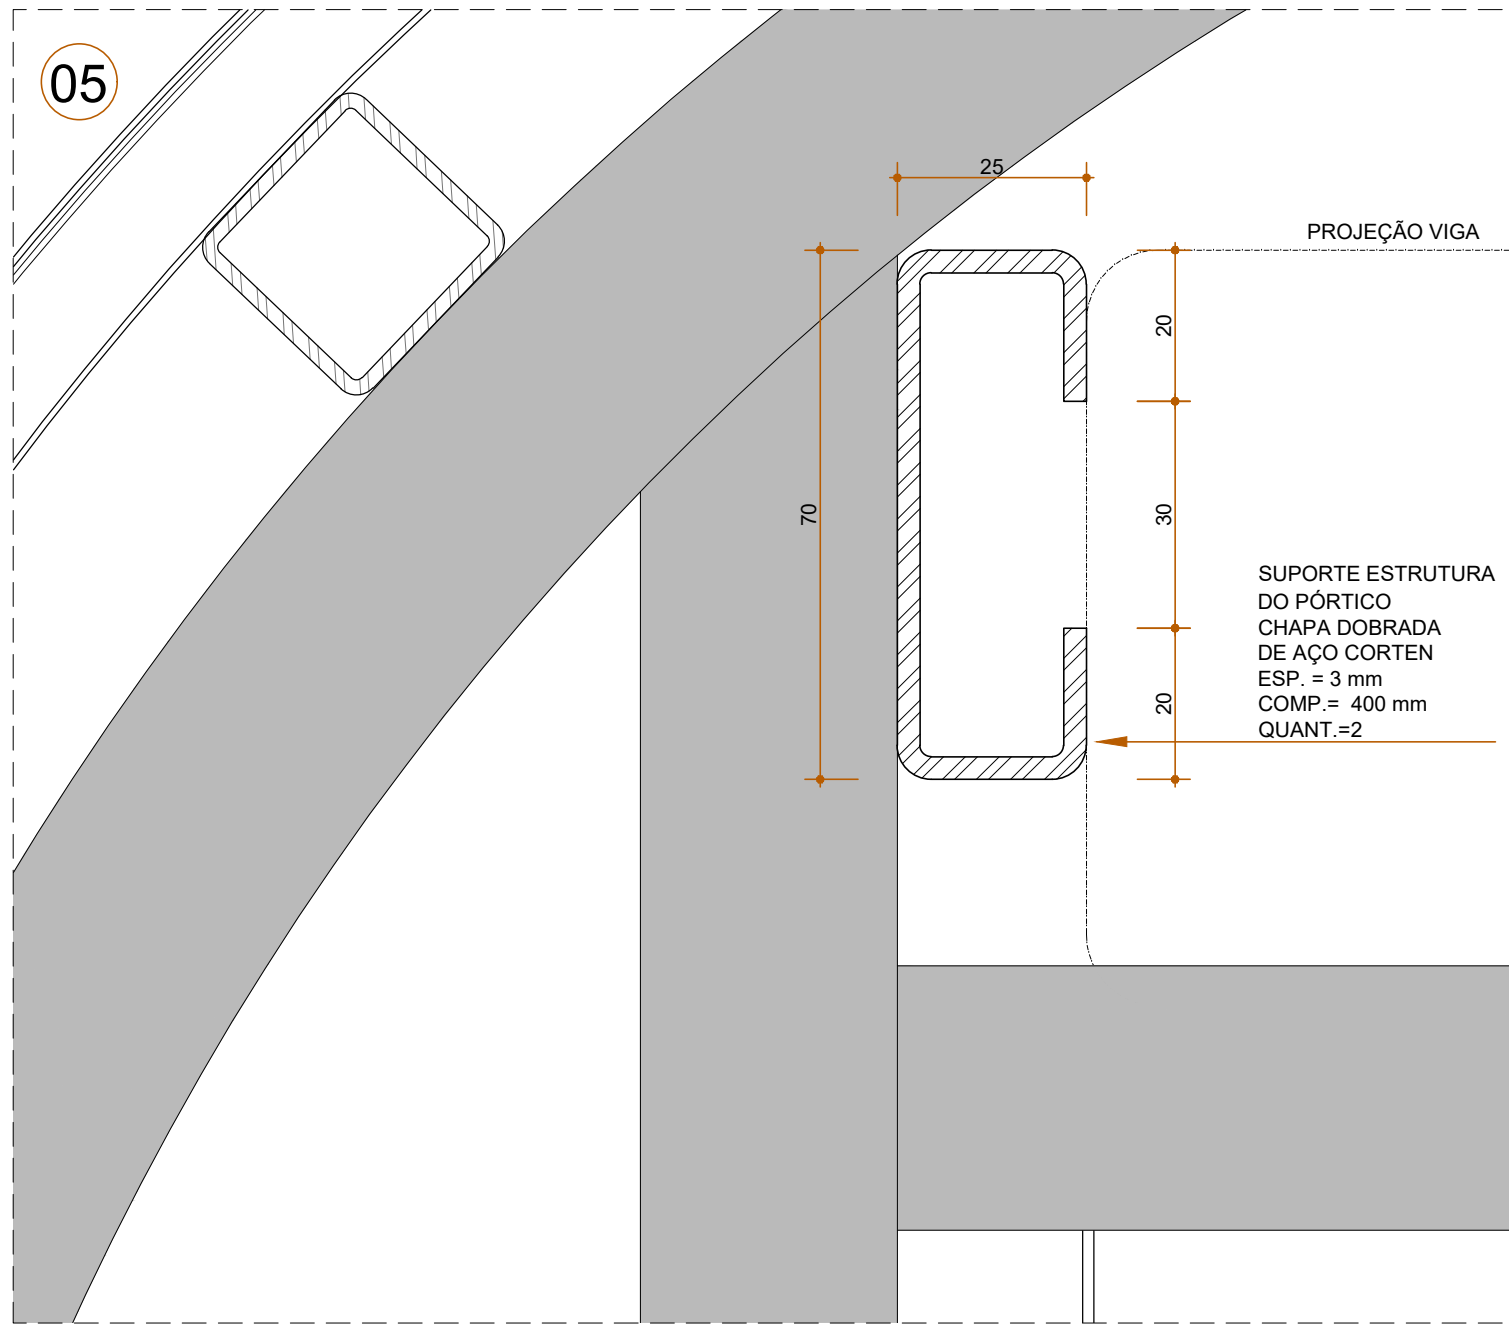 05
25
PROJEÇÃO VIGA
20
70
30
SUPORTE ESTRUTURA
DO PÓRTICO
CHAPA DOBRADA
DE AÇO CORTEN
ESP. = 3 mm
COMP.= 400 mm
QUANT.=2
20